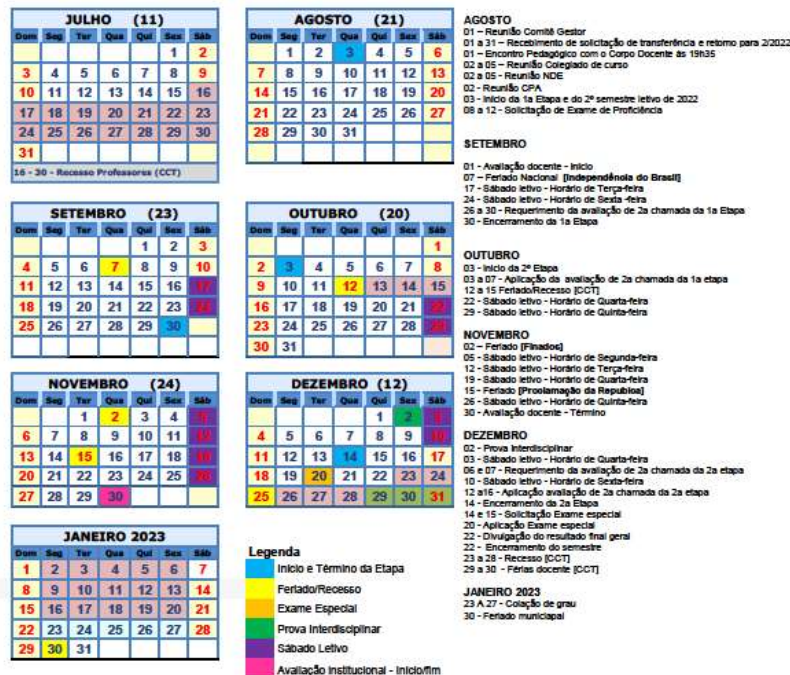 JULHO (11)
Dom Seg Ter Qua Qui Sex Sáb
1 2
3 4 5 6 7 8 9
10 11 12 13 14 15 16
17 18 19 20 21 22 23
24 25 26 27 28 29 30
31
16 - 30 - Recesso Professores (CCT)
AGOSTO (21)
Dom Seg Ter Qua Qui Sex Sáb
1 2 3 4 5 6
7 8 9 10 11 12 13
14 15 16 17 18 19 20
21 22 23 24 25 26 27
28 29 30 31
SETEMBRO (23)
Dom Seg Ter Qua Qui Sex Sáb
1 2 3
4 5 6 7 8 9 10
11 12 13 14 15 16 17
18 19 20 21 22 23 24
25 26 27 28 29 30
OUTUBRO (20)
Dom Seg Ter Qua Qui Sex Sáb
1
2 3 4 5 6 7 8
9 10 11 12 13 14 15
16 17 18 19 20 21 22
23 24 25 26 27 28 29
30 31
NOVEMBRO (24)
Dom Seg Ter Qua Qui Sex Sáb
1 2 3 4 5
6 7 8 9 10 11 12
13 14 15 16 17 18 19
20 21 22 23 24 25 26
27 28 29 30
DEZEMBRO (12)
Dom Seg Ter Qua Qui Sex Sáb
1 2 3
4 5 6 7 8 9 10
11 12 13 14 15 16 17
18 19 20 21 22 23 24
25 26 27 28 29 30 31
JANEIRO 2023
Dom Seg Ter Qua Qui Sex Sáb
1 2 3 4 5 6 7
8 9 10 11 12 13 14
15 16 17 18 19 20 21
22 23 24 25 26 27 28
29 30 31
Legenda
Inicio e Término da Etapa
Feriado/Recesso
Exame Especial
Prova Interdisciplinar
Sábado Letivo
Avaliação Institucional - Inicio/fim
AGOSTO
01 – Reunião Comitê Gestor
01 a 31 – Recebimento de solicitação de transferência e retorno para 2/2022
01 – Encontro Pedagógico com o Corpo Docente às 19h35
02 a 05 – Reunião Colegiado de curso
02 a 05 - Reunião NDE
02 - Reunião CPA
03 - Inicio da 1a Etapa e do 2º semestre letivo de 2022
08 a 12 - Solicitação de Exame de Proficiência
SETEMBRO
01 - Avaliação docente - Inicio
07 – Feriado Nacional [Independência do Brasil]
17 - Sábado letivo - Horário de Terça-feira
24 - Sábado letivo - Horário de Sexta -feira
26 a 30 - Requerimento da avaliação de 2a chamada da 1a Etapa
30 - Encerramento da 1a Etapa
OUTUBRO
03 - Inicio da 2ª Etapa
03 a 07 - Aplicação da avaliação de 2a chamada da 1a etapa
12 a 15 Feriado/Recesso [CCT]
22 - Sábado letivo - Horário de Quarta-feira
29 - Sábado letivo - Horário de Quinta-feira
NOVEMBRO
02 – Feriado [Finados]
05 - Sábado letivo - Horário de Segunda-feira
12 - Sábado letivo - Horário de Terça-feira
19 - Sábado letivo - Horário de Quarta-feira
15 - Feriado [Proclamação da Republica]
26 - Sábado letivo - Horário de Quinta-feira
30 - Avaliação docente - Término
DEZEMBRO
02 - Prova Interdisciplinar
03 - Sábado letivo - Horário de Quarta-feira
06 e 07 - Requerimento da avaliação de 2a chamada da 2a etapa
10 - Sábado letivo - Horário de Sexta-feira
12 a16 - Aplicação avaliação de 2a chamada da 2a etapa
14 - Encerramento da 2a Etapa
14 e 15 - Solicitação Exame especial
20 - Aplicação Exame especial
22 - Divulgação do resultado final geral
22 - Encerramento do semestre
23 a 28 - Recesso [CCT]
29 a 30 - Férias docente [CCT]
JANEIRO 2023
23 A 27 - Colação de grau
30 - Feriado municiapal